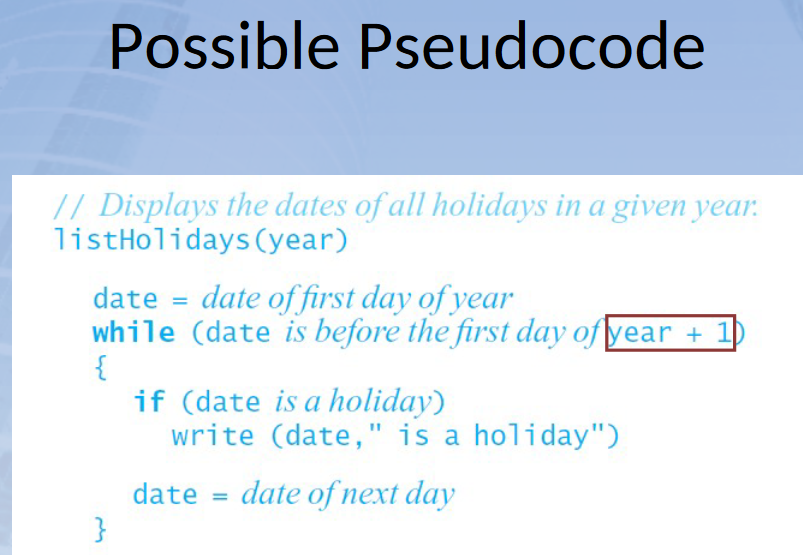 Possible Pseudocode
// Displays the dates of all holidays in a given year.
listHolidays(year)
date = date of first day of year
while (date is before the first day of year + 1)
{
if (date is a holiday)
write (date," is a holiday")
date = date of next day
}